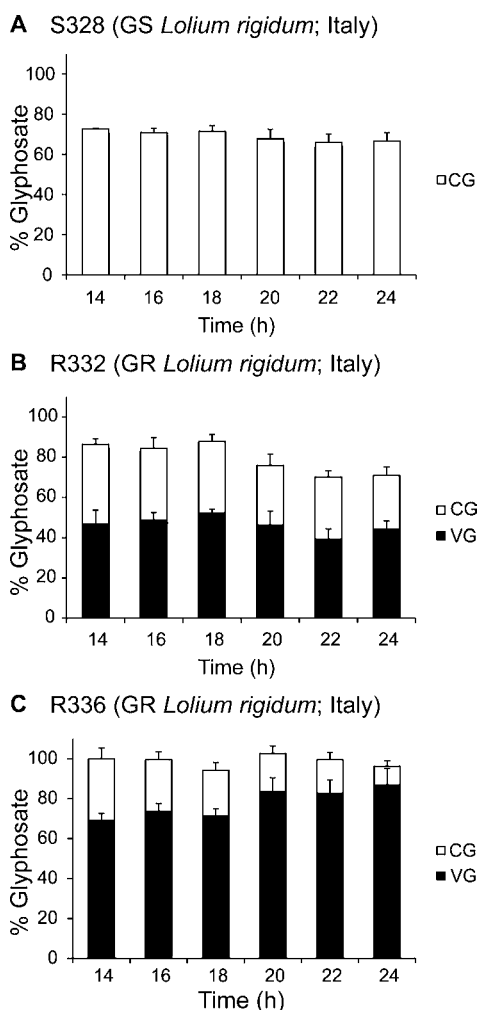 A S328 (GS Lolium rigidum; Italy)
% Glyphosate
100
80
60
40
20
0
14 16 18 20 22 24
Time (h)
CG
B R332 (GR Lolium rigidum; Italy)
% Glyphosate
100
80
60
40
20
0
14 16 18 20 22 24
Time (h)
CG
VG
C R336 (GR Lolium rigidum; Italy)
% Glyphosate
100
80
60
40
20
0
14 16 18 20 22 24
Time (h)
CG
VG